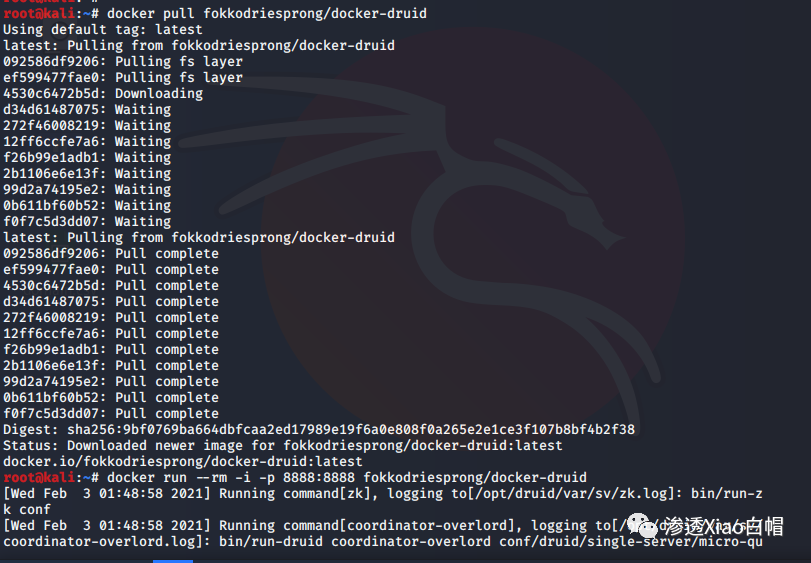 root@kali:~# docker pull fokkodriesprong/docker-druid
Using default tag: latest
latest: Pulling from fokkodriesprong/docker-druid
092586df9206: Pulling fs layer
ef599477fae0: Pulling fs layer
4530c6472b5d: Downloading
d34d61487075: Waiting
272f46008219: Waiting
12ff6ccfe7a6: Waiting
f26b99e1adb1: Waiting
2b1106e6e13f: Waiting
99d2a74195e2: Waiting
0b611bf60b52: Waiting
f0f7c5d3dd07: Waiting
latest: Pulling from fokkodriesprong/docker-druid
092586df9206: Pull complete
ef599477fae0: Pull complete
4530c6472b5d: Pull complete
d34d61487075: Pull complete
272f46008219: Pull complete
12ff6ccfe7a6: Pull complete
f26b99e1adb1: Pull complete
2b1106e6e13f: Pull complete
99d2a74195e2: Pull complete
0b611bf60b52: Pull complete
f0f7c5d3dd07: Pull complete
Digest: sha256:9bf0769ba664dbfcaa2ed17989e19f6a0e808f0a265e2e1ce3f107b8bf4b2f38
Status: Downloaded newer image for fokkodriesprong/docker-druid:latest
docker.io/fokkodriesprong/docker-druid:latest
root@kali:~# docker run --rm -i -p 8888:8888 fokkodriesprong/docker-druid
[Wed Feb  3 01:48:58 2021] Running command[zk], logging to[/opt/druid/var/sv/zk.log]: bin/run-z
k conf
[Wed Feb  3 01:48:58 2021] Running command[coordinator-overlord], logging
coordinator-overlord.log]: bin/run-druid coordinator-overlord conf/druid/single-server/micro-qu
渗透Xiao白帽